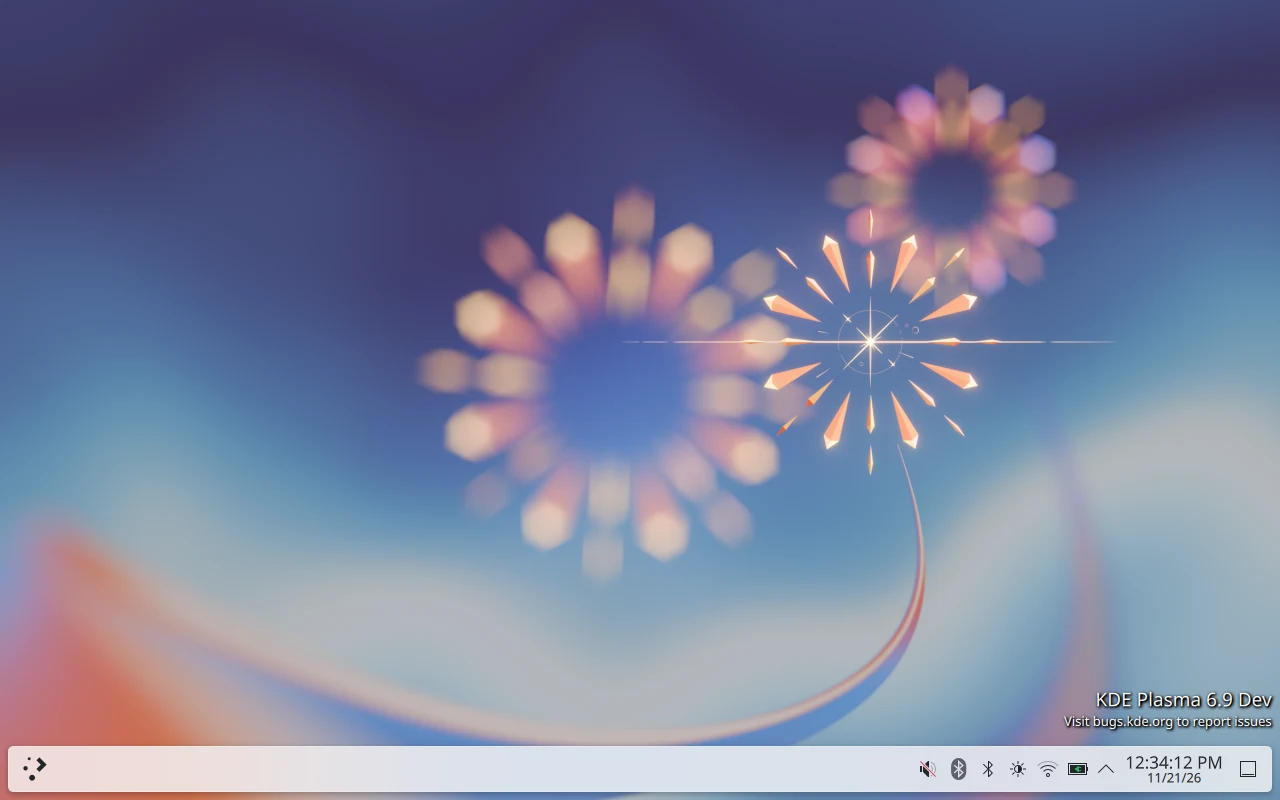 KDE Plasma 6.9 Dev
Visit bugs.kde.org to report issues
12:34:12 PM
11/21/26